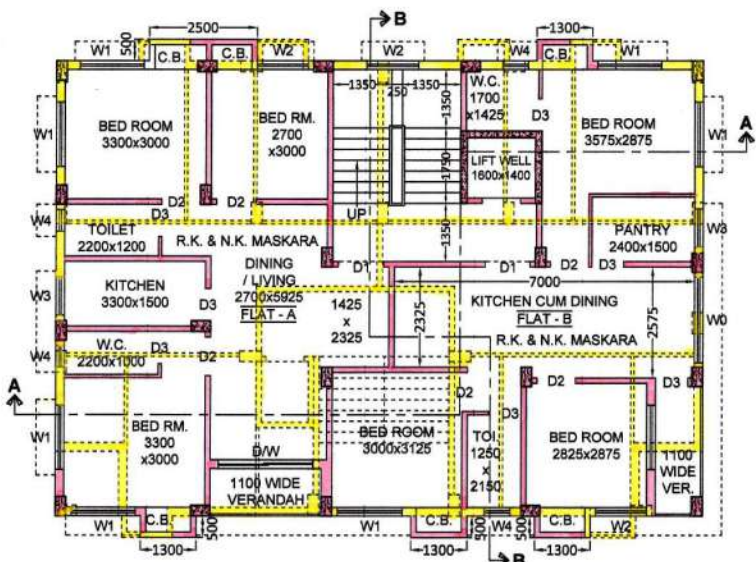 2500
B
1300
W1
500
C.B.
C.B.
W2
W2
W4
C.B.
W1
1350
250
1350
W.C.
1700
x1425
1350
D3
BED ROOM
3300x3000
BED RM.
2700
x3000
BED ROOM
3575x2875
W1
W1
A
LIFT WELL
1600x1400
1750
UP
D2
D2
D3
W4
TOILET
2200x1200
R.K. & N.K. MASKARA
1350
PANTRY
2400x1500
W3
D1
D1
D2
D3
DINING
/ LIVING
2700x5925
FLAT - A
KITCHEN
3300x1500
W3
D3
1425
x
2325
2325
7000
KITCHEN CUM DINING
FLAT - B
R.K. & N.K. MASKARA
2575
W0
W.C.
2200x1000
W4
D3
D2
D2
D3
D2
D3
A
W1
BED RM.
3300
x3000
BED ROOM
3000x3125
TOI.
1250
x
2150
BED ROOM
2825x2875
D/W
1100 WIDE
VERANDAH
1100
WIDE
VER.
W1
C.B.
500
W1
C.B.
500
W4
500
C.B.
W2
500
1300
1300
B
1300